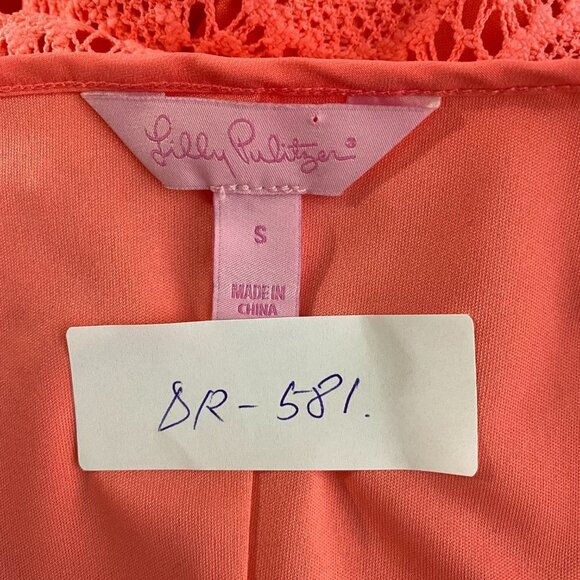 Lilly Pulitzer®
S
MADE IN
CHINA
DR-581.